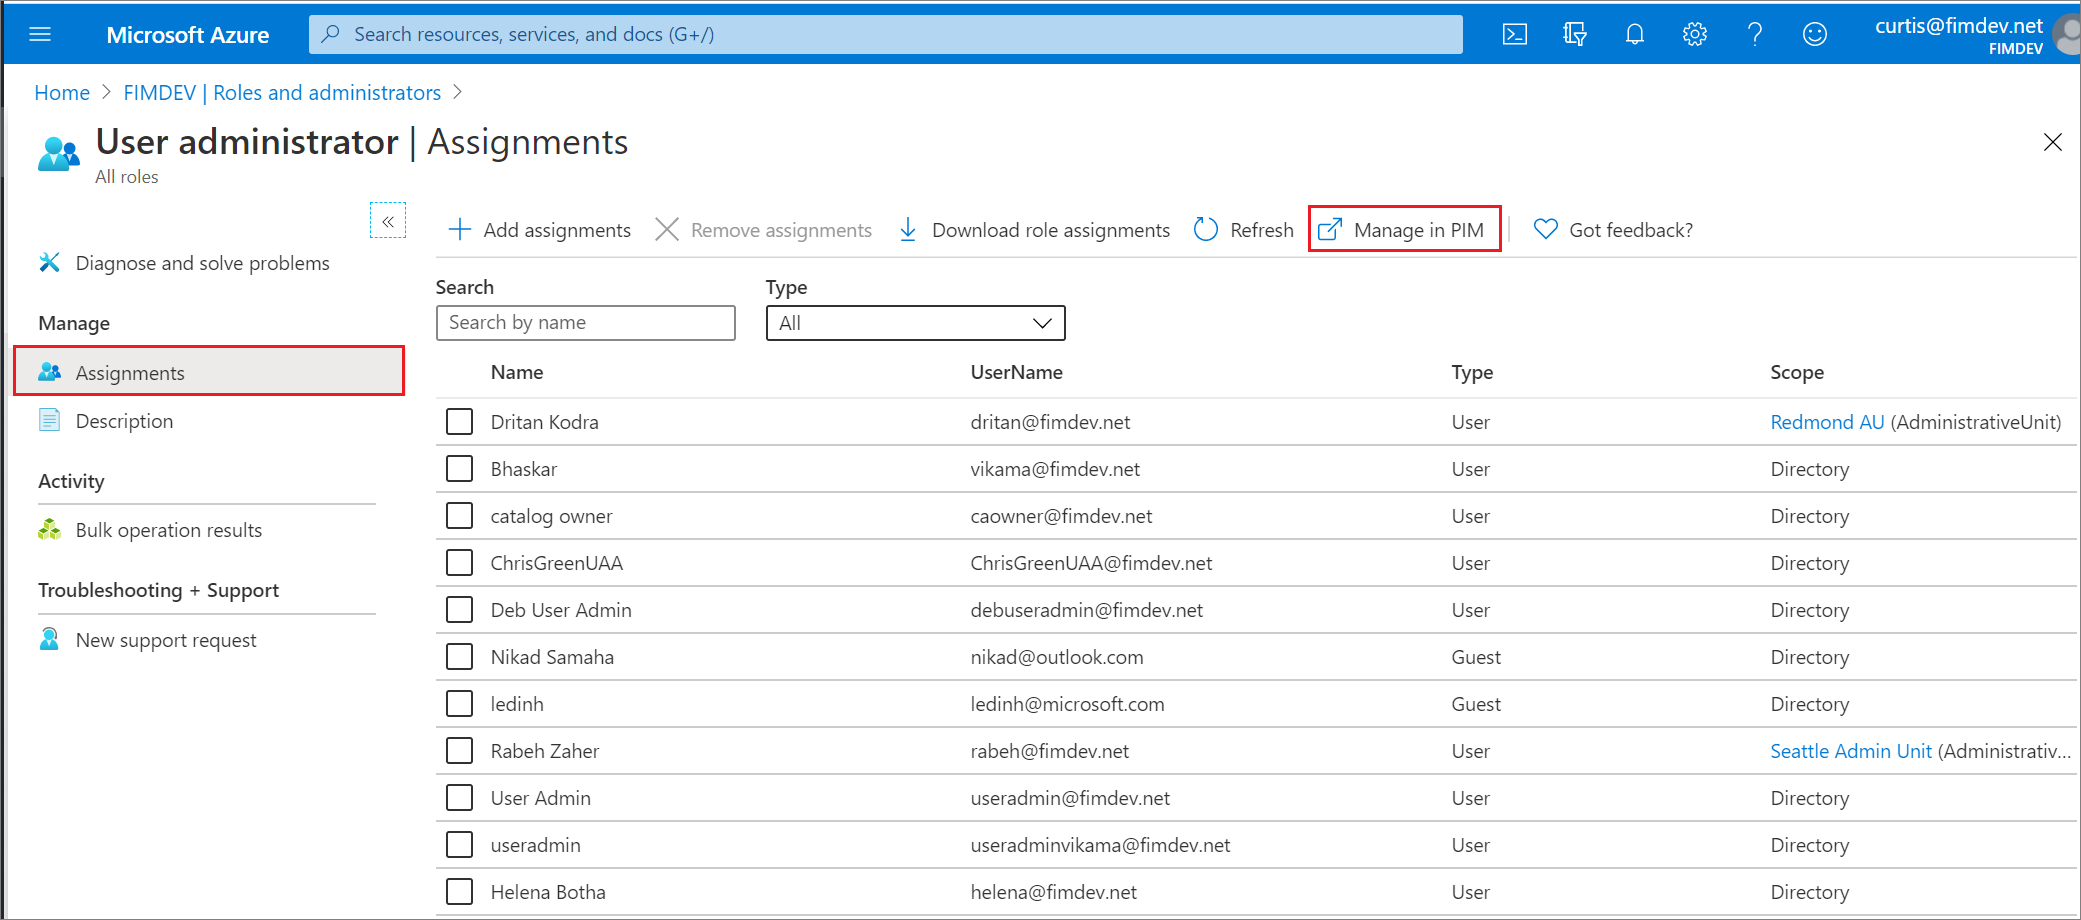 Microsoft Azure
Search resources, services, and docs (G+/)
curtis@fimdev.net
FIMDEV
Home > FIMDEV | Roles and administrators >
User administrator | Assignments
All roles
«
Add assignments
Remove assignments
Download role assignments
Refresh
Manage in PIM
Got feedback?
Diagnose and solve problems
Manage
Assignments
Description
Activity
Bulk operation results
Troubleshooting + Support
New support request
Search Type
Search by name All
Name UserName Type Scope
Dritan Kodra dritan@fimdev.net User Redmond AU (AdministrativeUnit)
Bhaskar vikama@fimdev.net User Directory
catalog owner caowner@fimdev.net User Directory
ChrisGreenUAA ChrisGreenUAA@fimdev.net User Directory
Deb User Admin debuseradmin@fimdev.net User Directory
Nikad Samaha nikad@outlook.com Guest Directory
ledinh ledinh@microsoft.com Guest Directory
Rabeh Zaher rabeh@fimdev.net User Seattle Admin Unit (Administrativ...
User Admin useradmin@fimdev.net User Directory
useradmin useradminvikama@fimdev.net User Directory
Helena Botha helena@fimdev.net User Directory